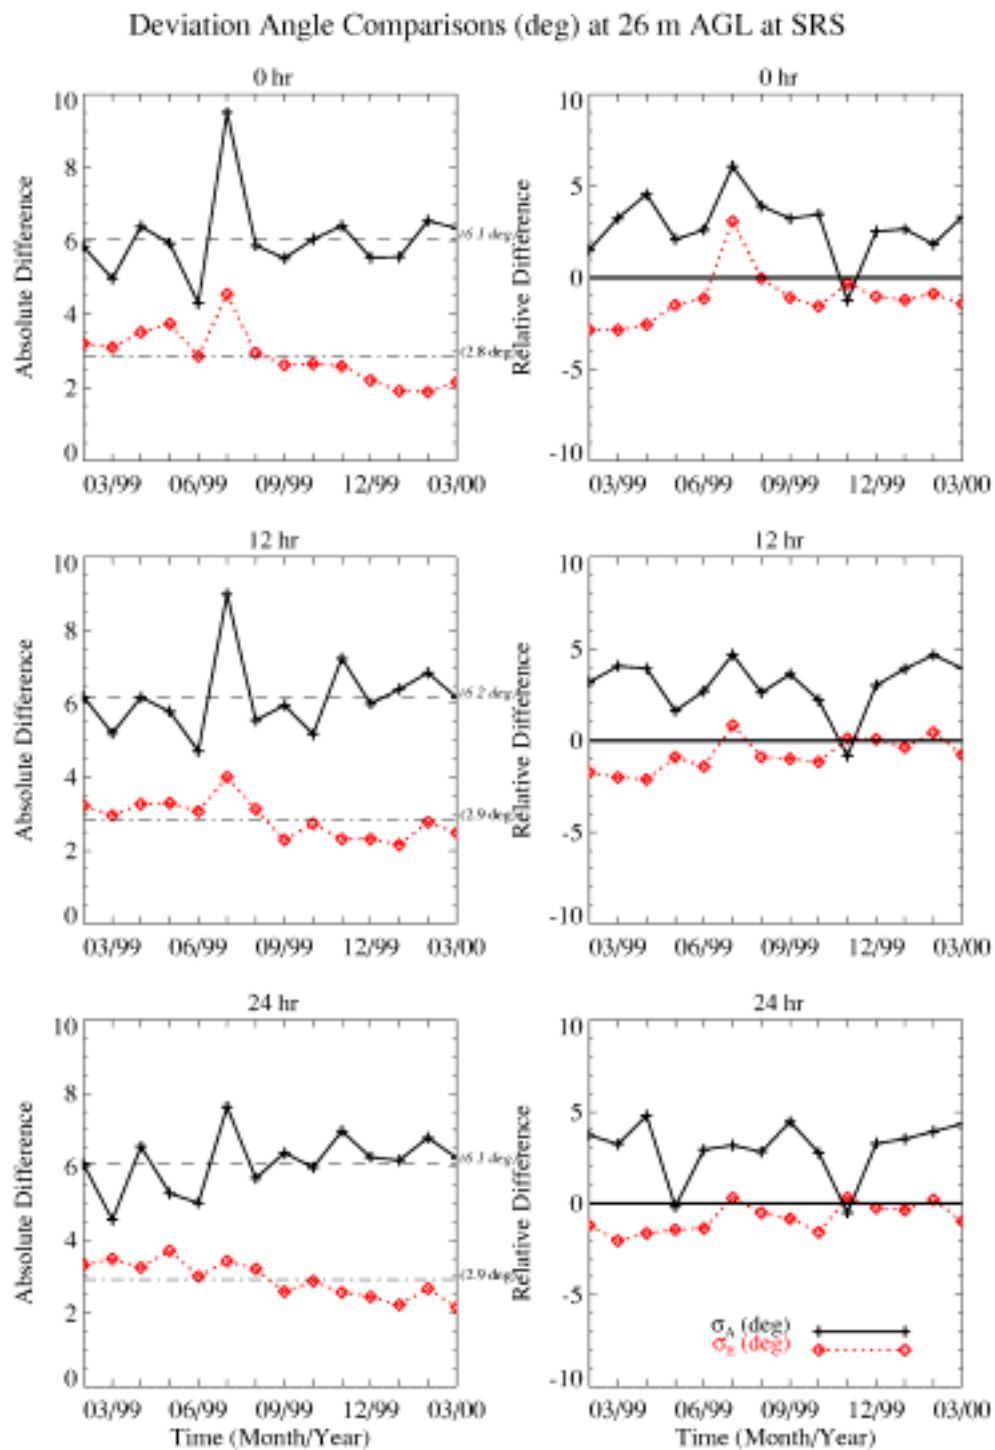 Deviation Angle Comparisons (deg) at 26 m AGL at SRS
0 hr
0 hr
Absolute Difference
10
8
6
4
2
0
(6.1 deg)
(2.8 deg)
03/99 06/99 09/99 12/99 03/00
Relative Difference
10
5
0
-5
-10
03/99 06/99 09/99 12/99 03/00
12 hr
12 hr
Absolute Difference
10
8
6
4
2
0
(6.2 deg)
(2.9 deg)
03/99 06/99 09/99 12/99 03/00
Relative Difference
10
5
0
-5
-10
03/99 06/99 09/99 12/99 03/00
24 hr
24 hr
Absolute Difference
10
8
6
4
2
0
(6.1 deg)
(2.9 deg)
03/99 06/99 09/99 12/99 03/00
Time (Month/Year)
Relative Difference
10
5
0
-5
-10
σA (deg)
σE (deg)
03/99 06/99 09/99 12/99 03/00
Time (Month/Year)